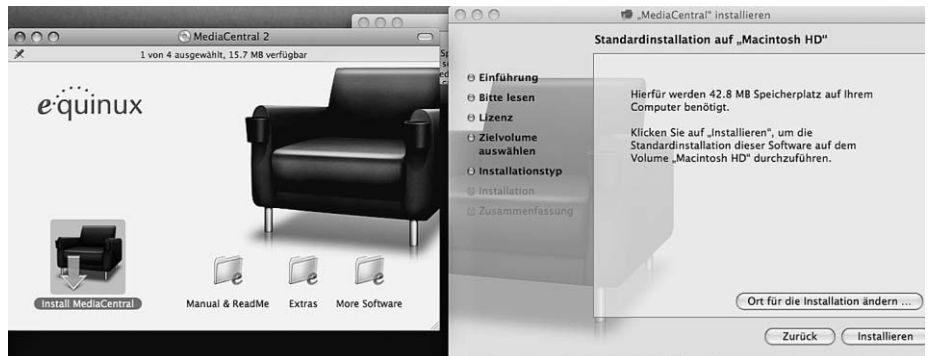 MediaCentral 2
1 von 4 ausgewählt, 15.7 MB verfügbar
equinux
Install MediaCentral
Manual & ReadMe
Extras
More Software
„MediaCentral“ installieren
Standardinstallation auf „Macintosh HD“
Einführung
Bitte lesen
Lizenz
Zielvolume
auswählen
Installationstyp
Installation
Zusammenfassung
Hierfür werden 42.8 MB Speicherplatz auf Ihrem
Computer benötigt.
Klicken Sie auf „Installieren“, um die
Standardinstallation dieser Software auf dem
Volume „Macintosh HD“ durchzuführen.
Ort für die Installation ändern ...
Zurück
Installieren